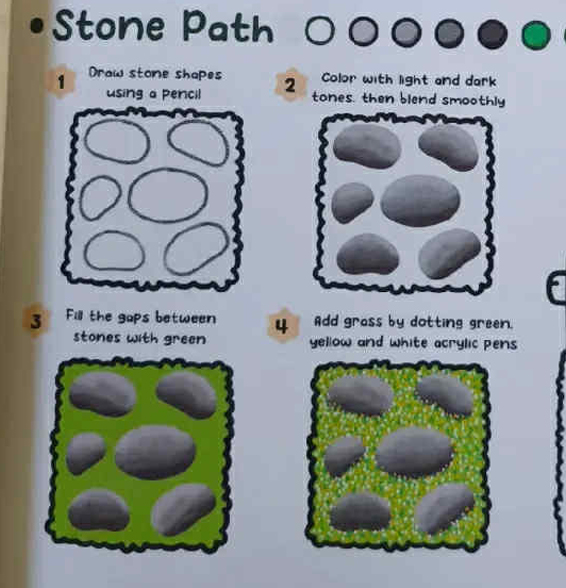 • Stone Path
1
Draw stone shapes
using a pencil
2
Color with light and dark
tones. then blend smoothly
3
Fill the gaps between
stones with green
4
Add grass by dotting green,
yellow and white acrylic pens